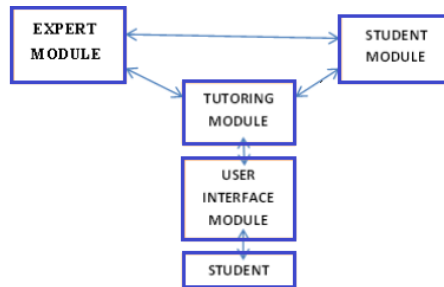 EXPERT
MODULE
STUDENT
MODULE
TUTORING
MODULE
USER
INTERFACE
MODULE
STUDENT